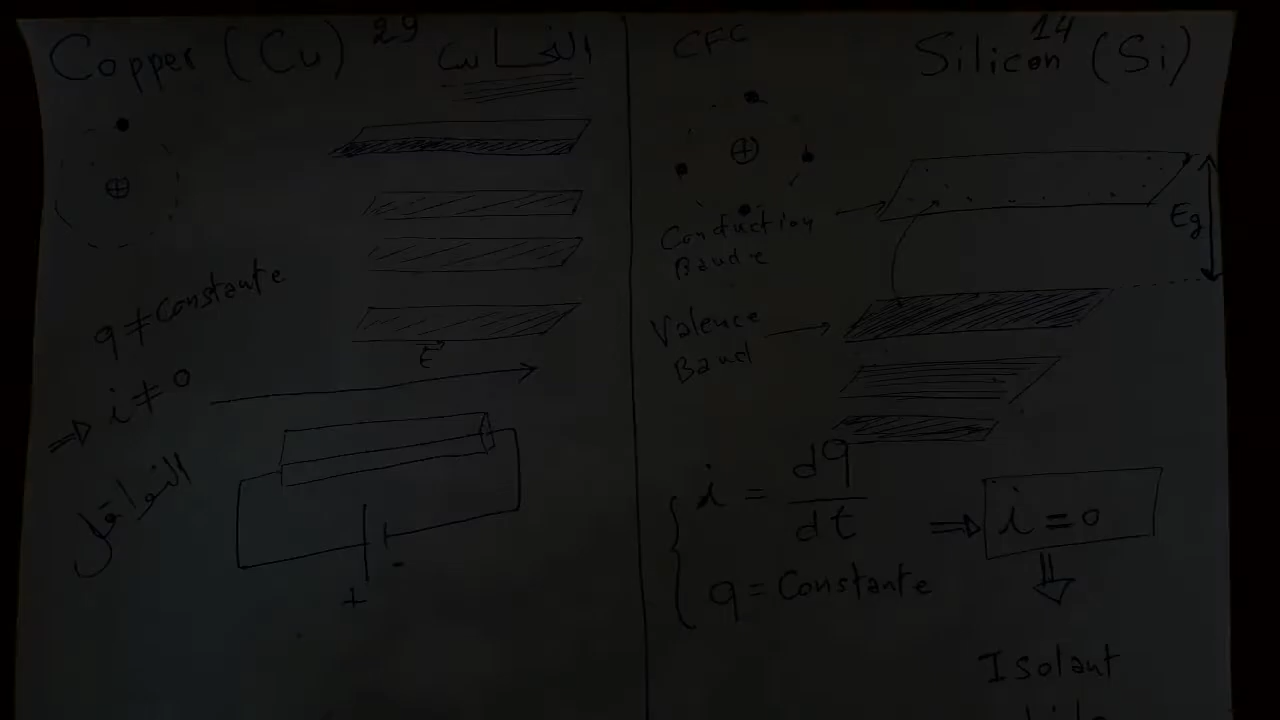 Copper (Cu) 29
النحاس Cu
q ≠ Constante
⇒ i ≠ 0
النواقل
E
+
-
CFC
Silicon 14 (Si)
Conduction
Bande
Eg
Valence
Band
i = dq/dt
q = Constante
⇒ i = 0
Isolant